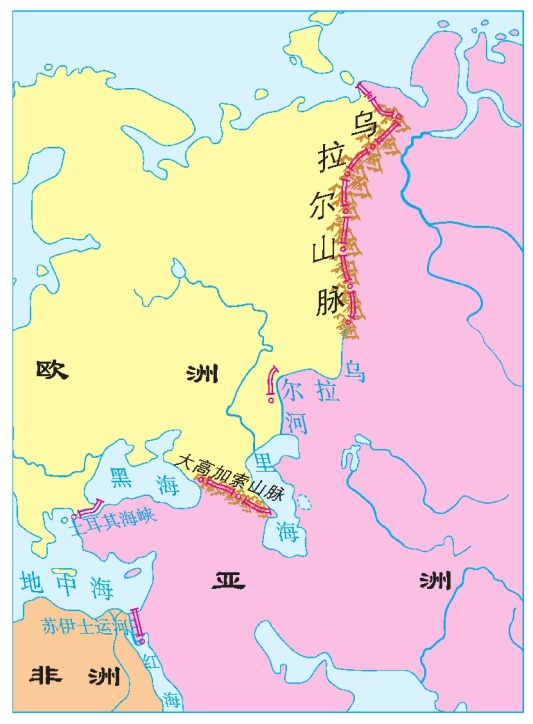 乌拉尔山脉
欧洲
乌拉尔河
里海
大高加索山脉
黑海
土耳其海峡
地中海
亚洲
苏伊士运河
非洲
红海